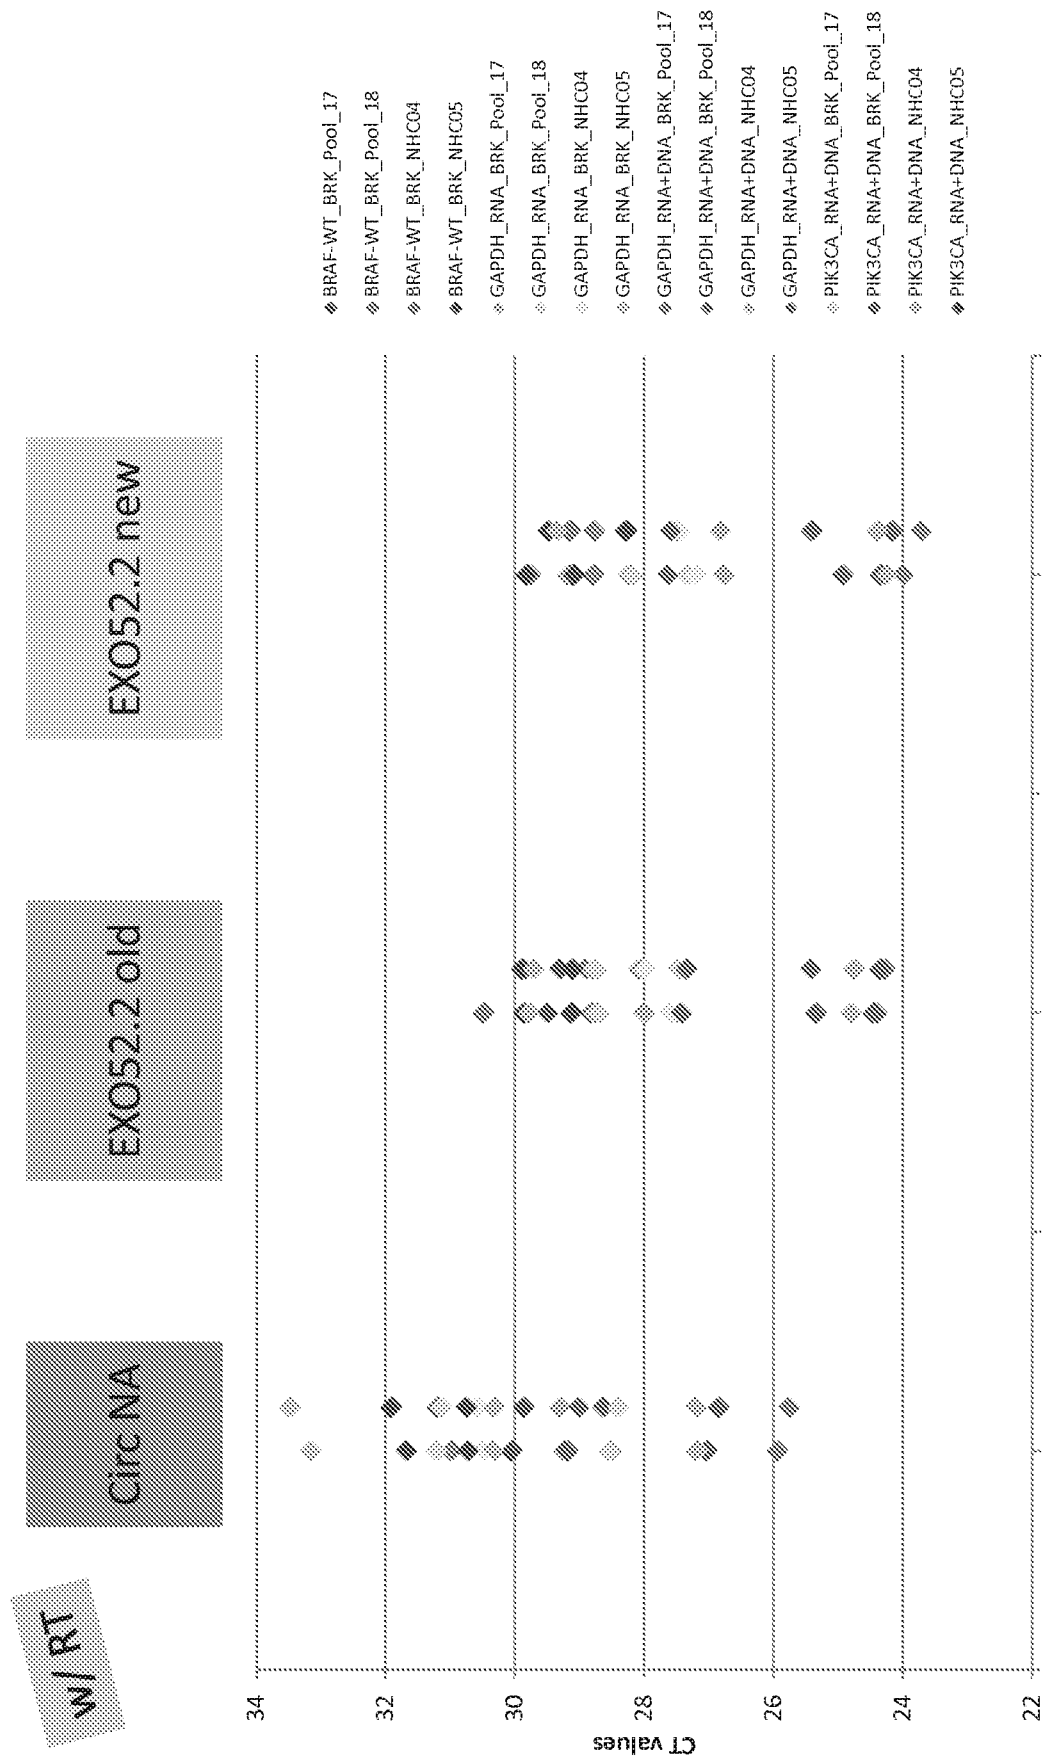 w/ RT
Circ NA
EXO52.2 old
EXO52.2 new
CT values
34
32
30
28
26
24
22
BRAF-WT_BRK_Pool_17
BRAF-WT_BRK_Pool_18
BRAF-WT_BRK_NHC04
BRAF-WT_BRK_NHC05
GAPDH_RNA_BRK_Pool_17
GAPDH_RNA_BRK_Pool_18
GAPDH_RNA_BRK_NHC04
GAPDH_RNA_BRK_NHC05
GAPDH_RNA+DNA_BRK_Pool_17
GAPDH_RNA+DNA_BRK_Pool_18
GAPDH_RNA+DNA_NHC04
GAPDH_RNA+DNA_NHC05
PIK3CA_RNA+DNA_BRK_Pool_17
PIK3CA_RNA+DNA_BRK_Pool_18
PIK3CA_RNA+DNA_NHC04
PIK3CA_RNA+DNA_NHC05